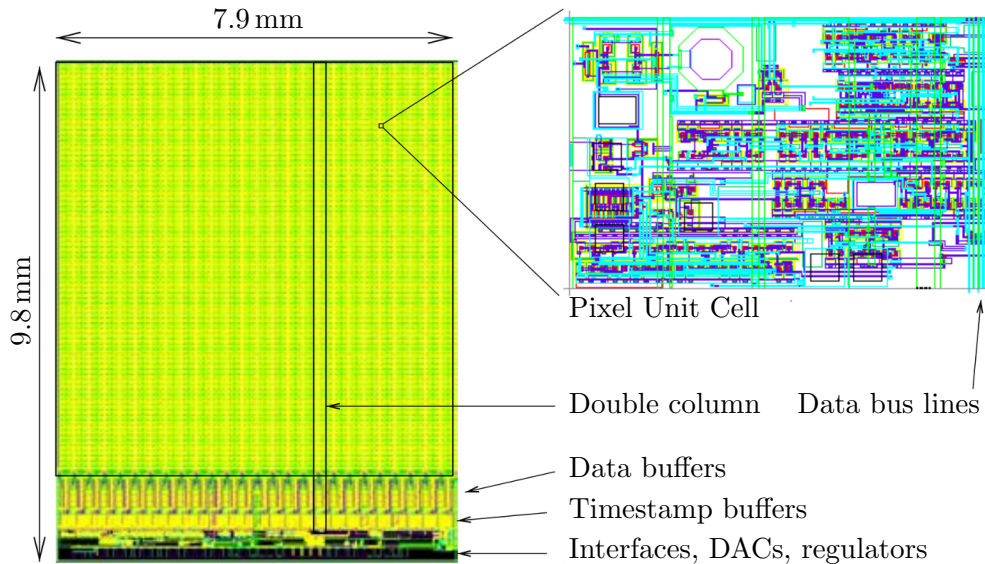 7.9 mm
9.8 mm
Pixel Unit Cell
Double column
Data bus lines
Data buffers
Timestamp buffers
Interfaces, DACs, regulators